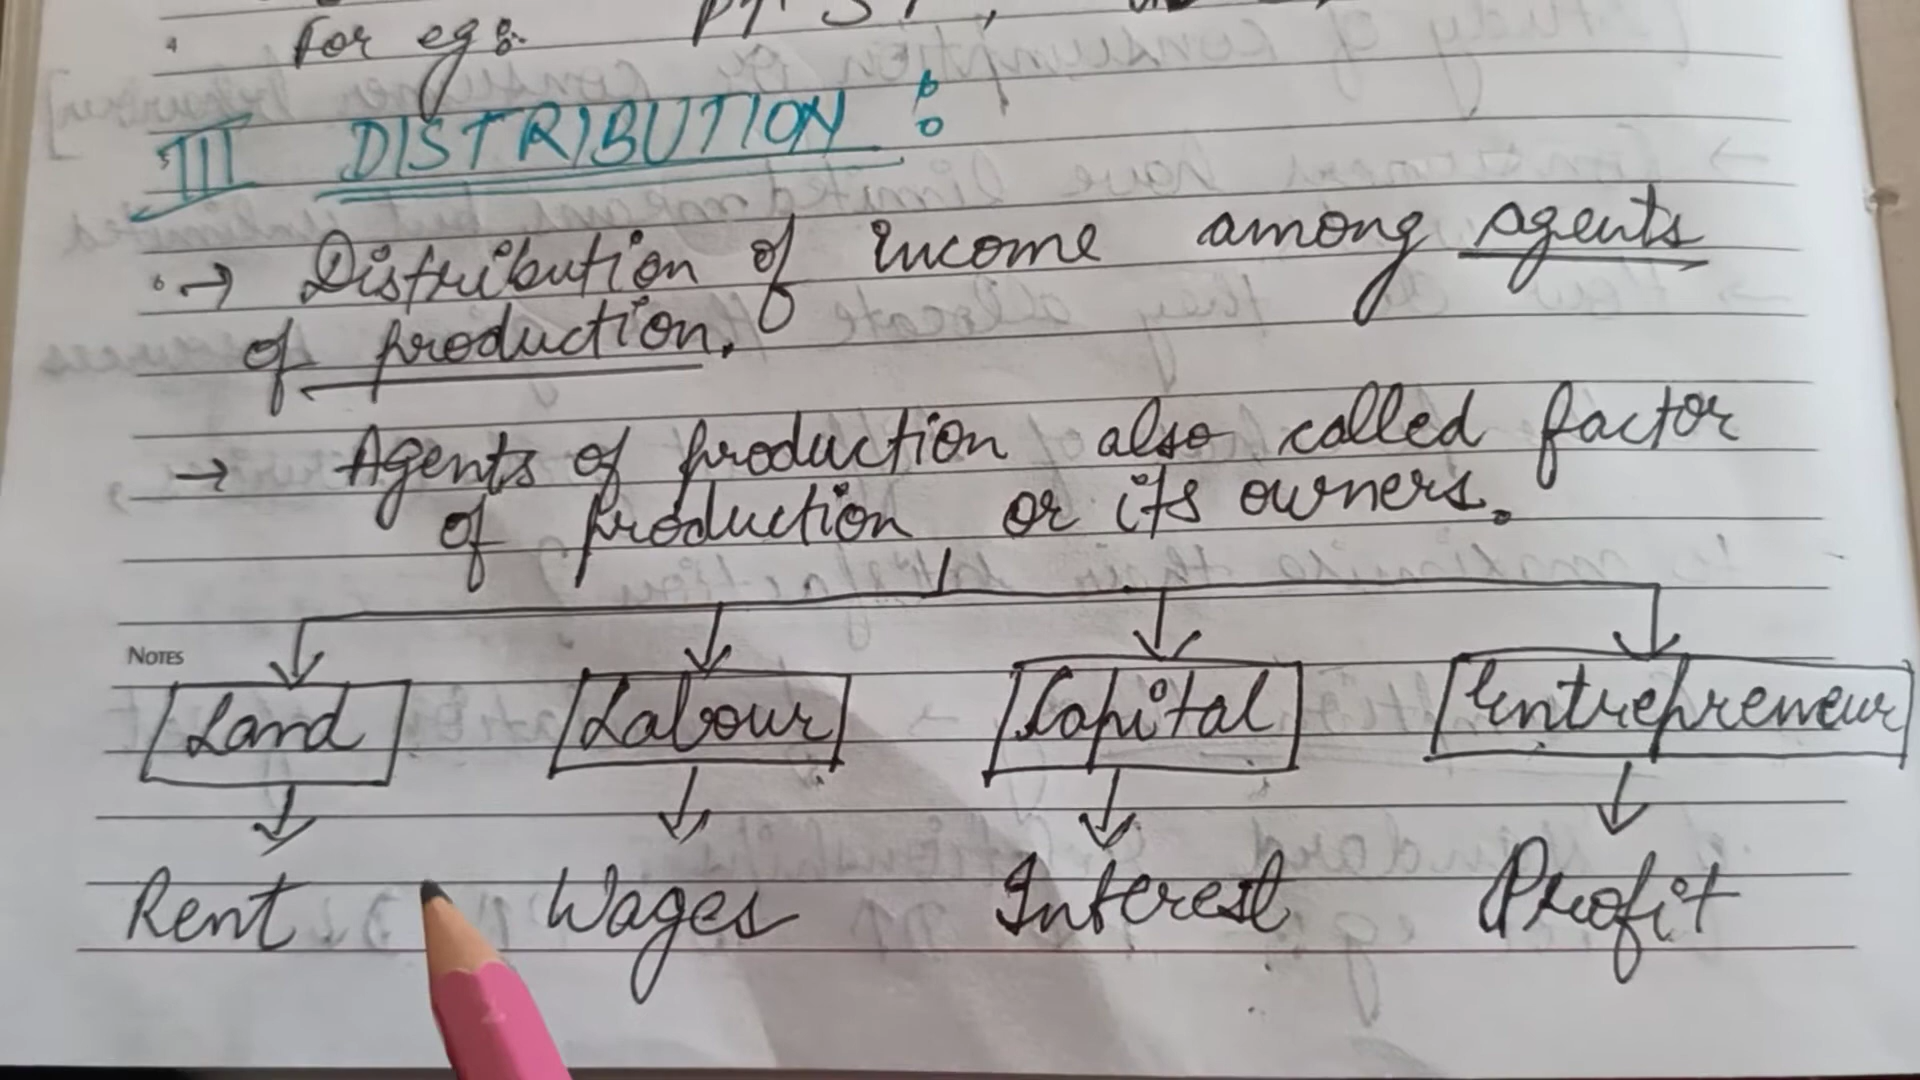 for eg:
III DISTRIBUTION :
→ Distribution of income among agents
of production.
→ Agents of production also called factor
of production or its owners.
NOTES
Land Labour Capital Entrepreneur
Rent Wages Interest Profit